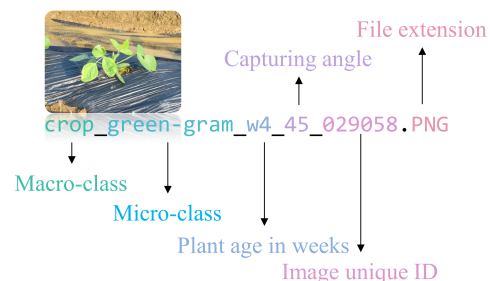 File extension
Capturing angle
crop_green-gram_w4_45_029058.PNG
Macro-class
Micro-class
Plant age in weeks
Image unique ID